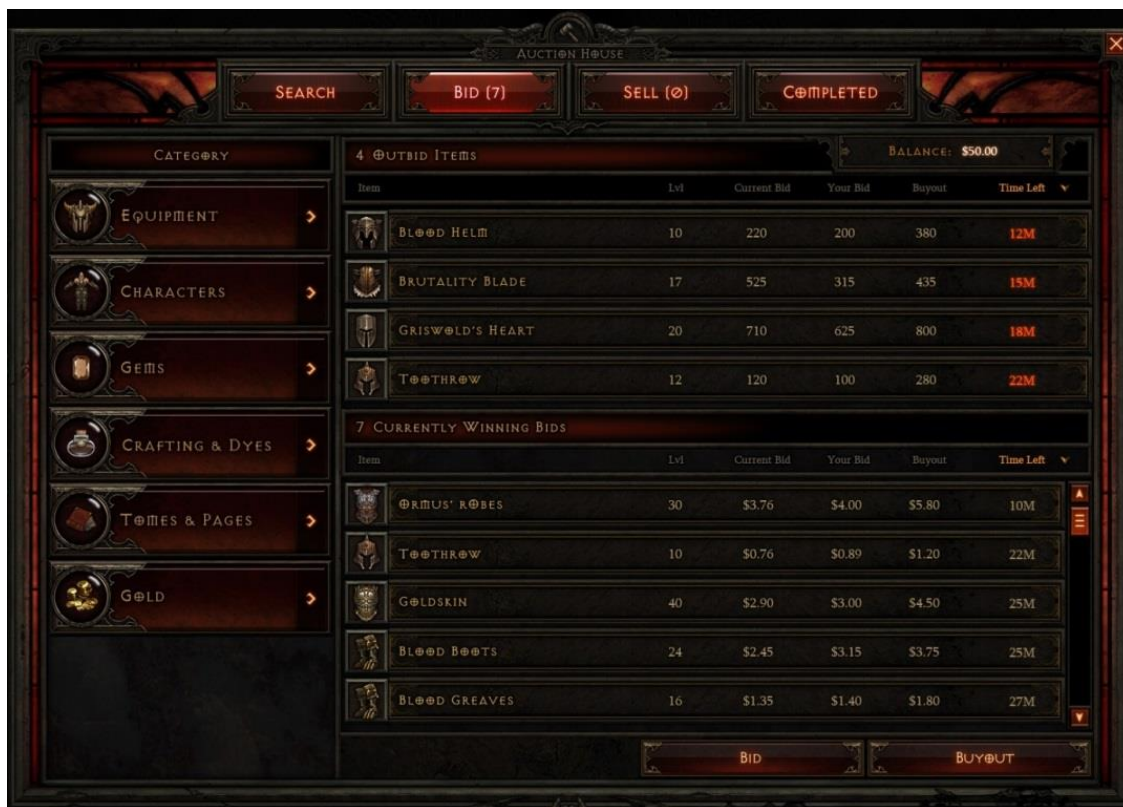 AUCTION HOUSE
SEARCH
BID (7)
SELL (0)
COMPLETED
CATEGORY
EQUIPMENT
CHARACTERS
GEMS
CRAFTING & DYES
TOMES & PAGES
GOLD
4 OUTBID ITEMS
BALANCE: $50.00
Item Lvl Current Bid Your Bid Buyout Time Left
BLOOD HELM 10 220 200 380 12M
BRUTALITY BLADE 17 525 315 435 15M
GRISWOLD'S HEART 20 710 625 800 18M
TOOTHROW 12 120 100 280 22M
7 CURRENTLY WINNING BIDS
Item Lvl Current Bid Your Bid Buyout Time Left
ORMUS' ROBES 30 $3.76 $4.00 $5.80 10M
TOOTHROW 10 $0.76 $0.89 $1.20 22M
GOLDSKIN 40 $2.90 $3.00 $4.50 25M
BLOOD BOOTS 24 $2.45 $3.15 $3.75 25M
BLOOD GREAVES 16 $1.35 $1.40 $1.80 27M
BID
BUYOUT